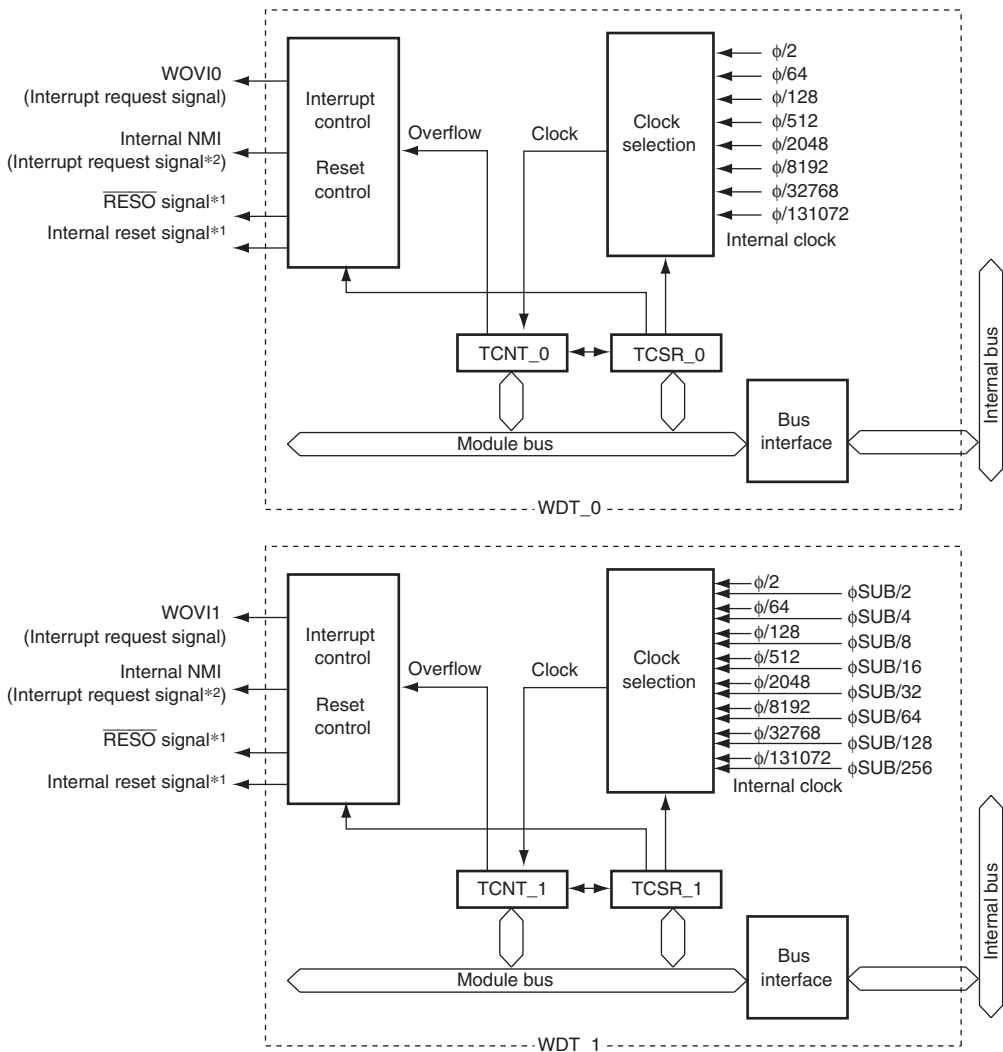 WOVI0
(Interrupt request signal)
Internal NMI
(Interrupt request signal*2)
RESO signal*1
Internal reset signal*1
Interrupt
control
Reset
control
Overflow
Clock
Clock
selection
φ/2
φ/64
φ/128
φ/512
φ/2048
φ/8192
φ/32768
φ/131072
Internal clock
TCNT_0
TCSR_0
Module bus
Bus
interface
Internal bus
WDT_0
WOVI1
(Interrupt request signal)
Internal NMI
(Interrupt request signal*2)
RESO signal*1
Internal reset signal*1
Interrupt
control
Reset
control
Overflow
Clock
Clock
selection
φ/2
φSUB/2
φ/64
φSUB/4
φ/128
φSUB/8
φ/512
φSUB/16
φ/2048
φSUB/32
φ/8192
φSUB/64
φ/32768
φSUB/128
φ/131072
φSUB/256
Internal clock
TCNT_1
TCSR_1
Module bus
Bus
interface
Internal bus
WDT_1